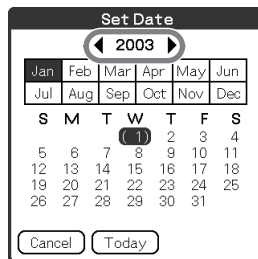 Set Date
2003
Jan Feb Mar Apr May Jun
Jul Aug Sep Oct Nov Dec
S M T W T F S
( 1) 2 3 4
5 6 7 8 9 10 11
12 13 14 15 16 17 18
19 20 21 22 23 24 25
26 27 28 29 30 31
Cancel Today